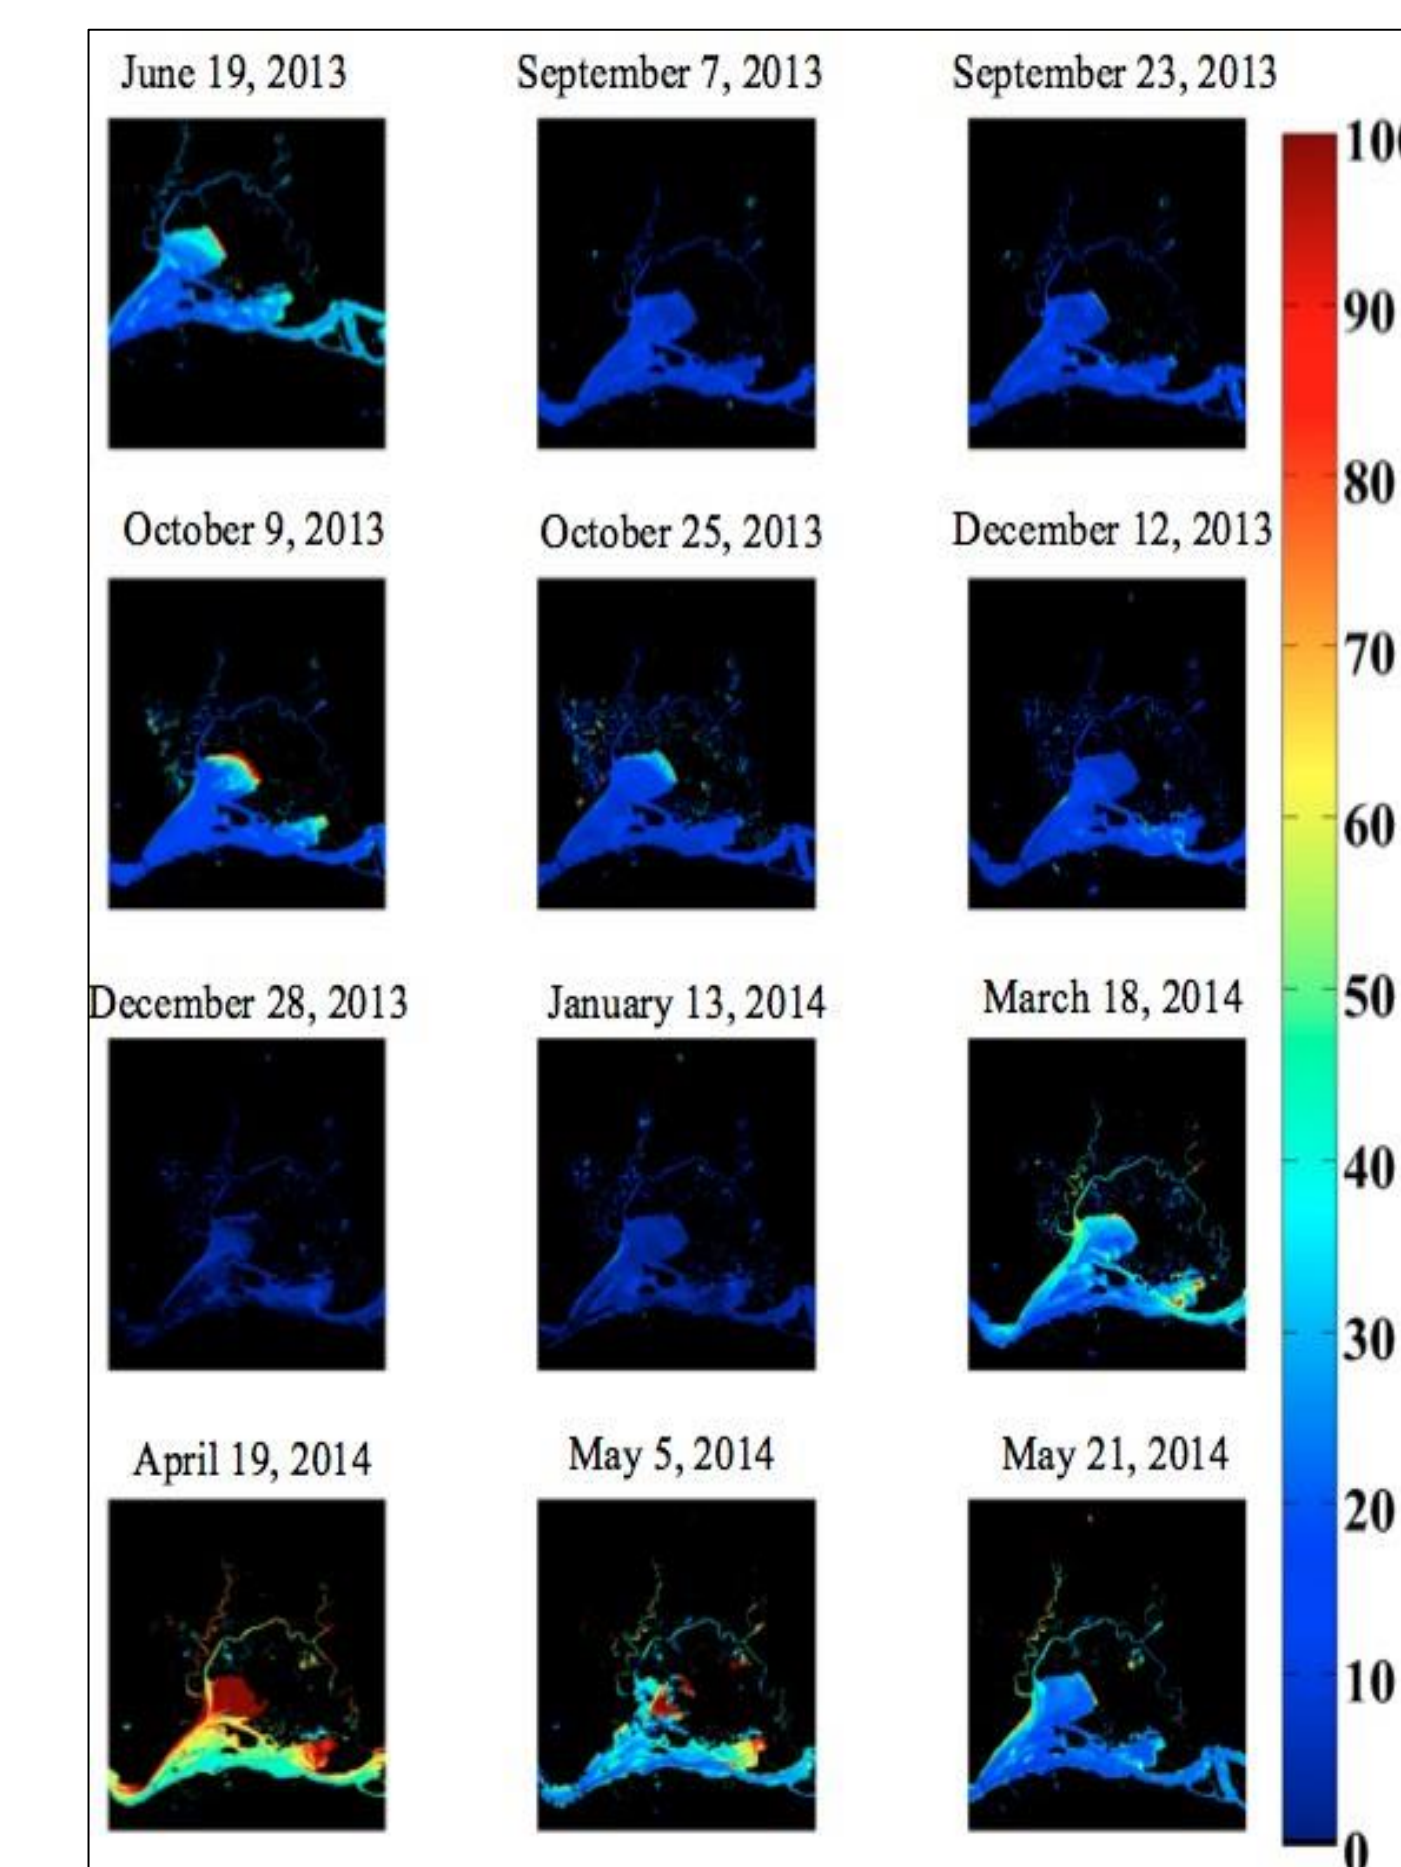 June 19, 2013
September 7, 2013
September 23, 2013
October 9, 2013
October 25, 2013
December 12, 2013
December 28, 2013
January 13, 2014
March 18, 2014
April 19, 2014
May 5, 2014
May 21, 2014
100
90
80
70
60
50
40
30
20
10
0